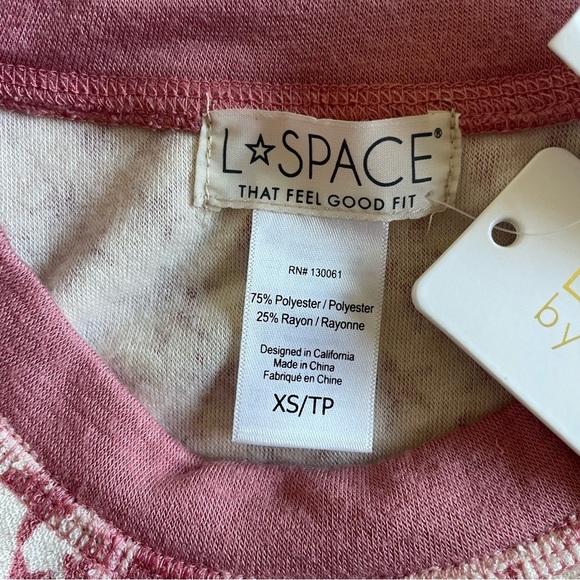 L☆SPACE®
THAT FEEL GOOD FIT
RN# 130061
75% Polyester / Polyester
25% Rayon / Rayonne
Designed in California
Made in China
Fabriqué en Chine
XS/TP
by